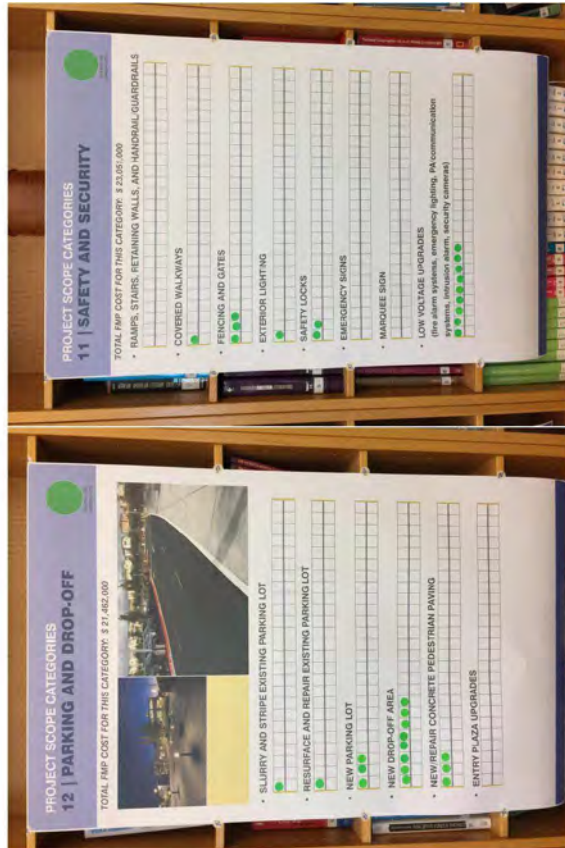 PROJECT SCOPE CATEGORIES
11 | SAFETY AND SECURITY
TOTAL FMP COST FOR THIS CATEGORY: $ 23,051,000
• RAMPS, STAIRS, RETAINING WALLS, AND HANDRAIL/GUARDRAILS
• COVERED WALKWAYS
• FENCING AND GATES
• EXTERIOR LIGHTING
• SAFETY LOCKS
• EMERGENCY SIGNS
• MARQUEE SIGN
• LOW VOLTAGE UPGRADES
(fire alarm systems, emergency lighting, PA communication
systems, intrusion alarm, security cameras)
PROJECT SCOPE CATEGORIES
12 | PARKING AND DROP-OFF
TOTAL FMP COST FOR THIS CATEGORY: $ 21,462,000
• SLURRY AND STRIPE EXISTING PARKING LOT
• RESURFACE AND REPAIR EXISTING PARKING LOT
• NEW PARKING LOT
• NEW DROP-OFF AREA
• NEW/REPAIR CONCRETE PEDESTRIAN PAVING
• ENTRY PLAZA UPGRADES